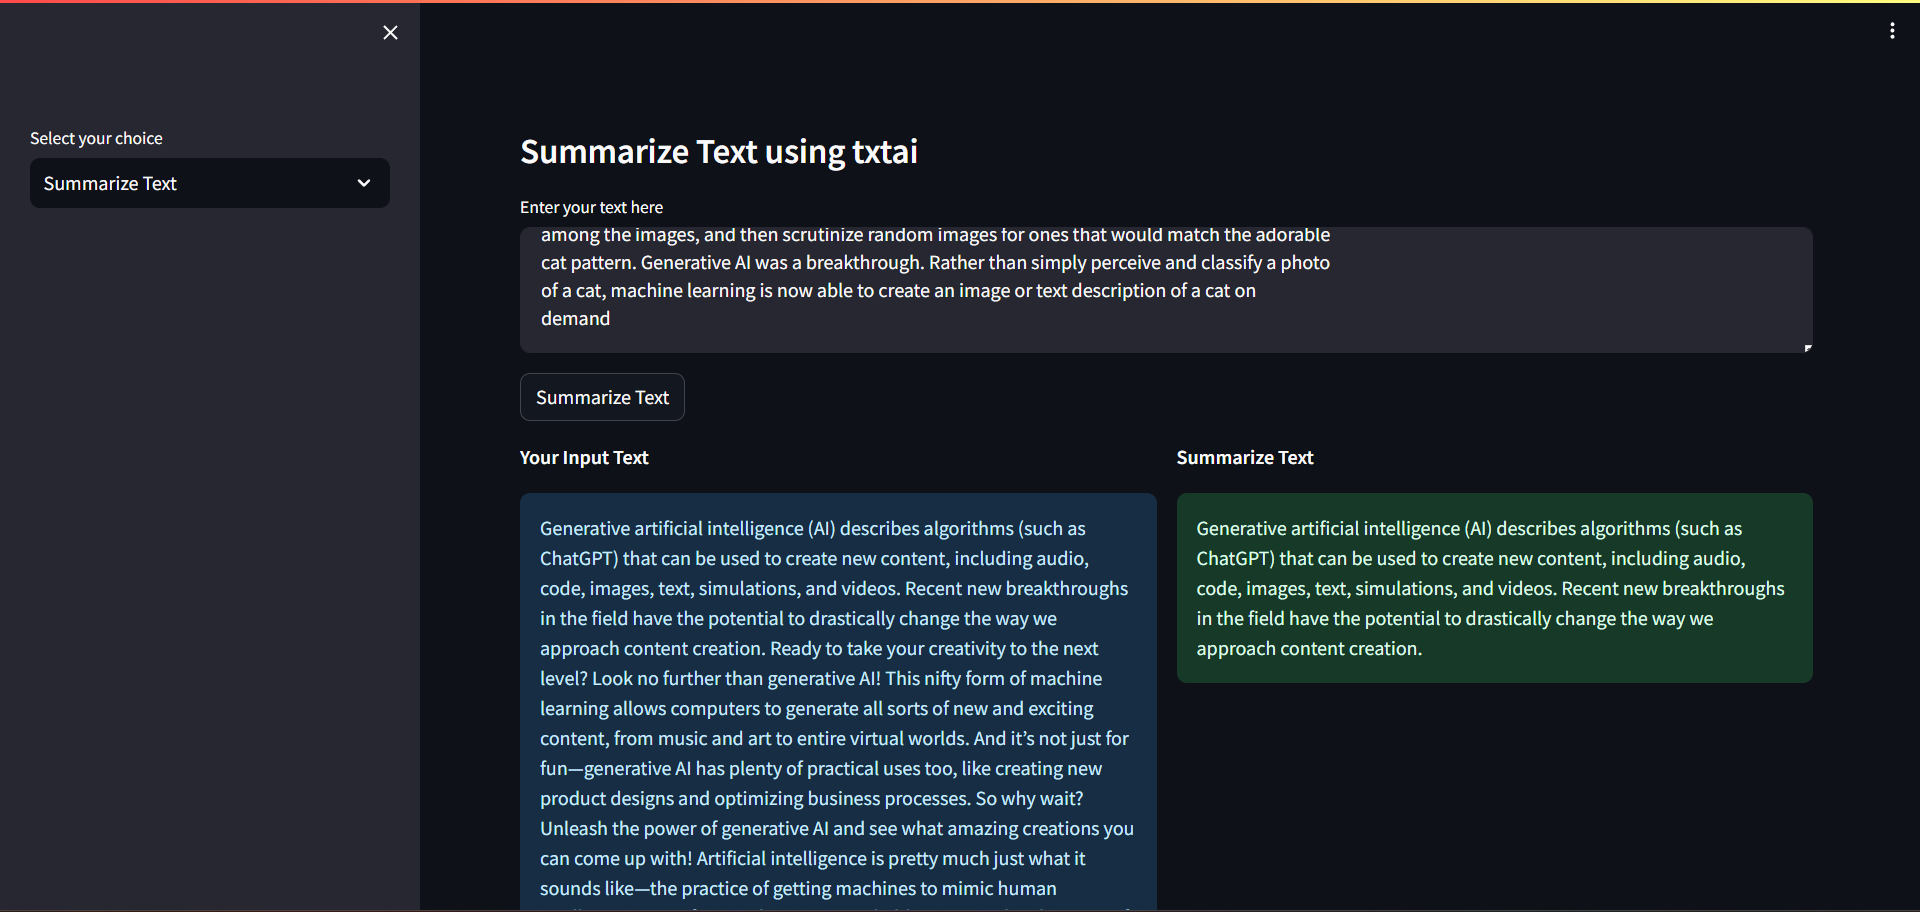 Select your choice
Summarize Text
Summarize Text using txtai
Enter your text here
among the images, and then scrutinize random images for ones that would match the adorable
cat pattern. Generative AI was a breakthrough. Rather than simply perceive and classify a photo
of a cat, machine learning is now able to create an image or text description of a cat on
demand
Summarize Text
Your Input Text
Generative artificial intelligence (AI) describes algorithms (such as
ChatGPT) that can be used to create new content, including audio,
code, images, text, simulations, and videos. Recent new breakthroughs
in the field have the potential to drastically change the way we
approach content creation. Ready to take your creativity to the next
level? Look no further than generative AI! This nifty form of machine
learning allows computers to generate all sorts of new and exciting
content, from music and art to entire virtual worlds. And it’s not just for
fun—generative AI has plenty of practical uses too, like creating new
product designs and optimizing business processes. So why wait?
Unleash the power of generative AI and see what amazing creations you
can come up with! Artificial intelligence is pretty much just what it
sounds like—the practice of getting machines to mimic human
Summarize Text
Generative artificial intelligence (AI) describes algorithms (such as
ChatGPT) that can be used to create new content, including audio,
code, images, text, simulations, and videos. Recent new breakthroughs
in the field have the potential to drastically change the way we
approach content creation.